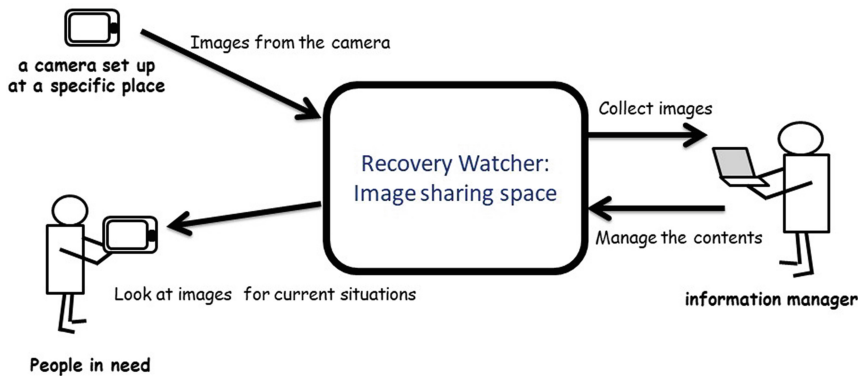 Images from the camera
a camera set up
at a specific place
Collect images
Recovery Watcher:
Image sharing space
Manage the contents
Look at images for current situations
information manager
People in need